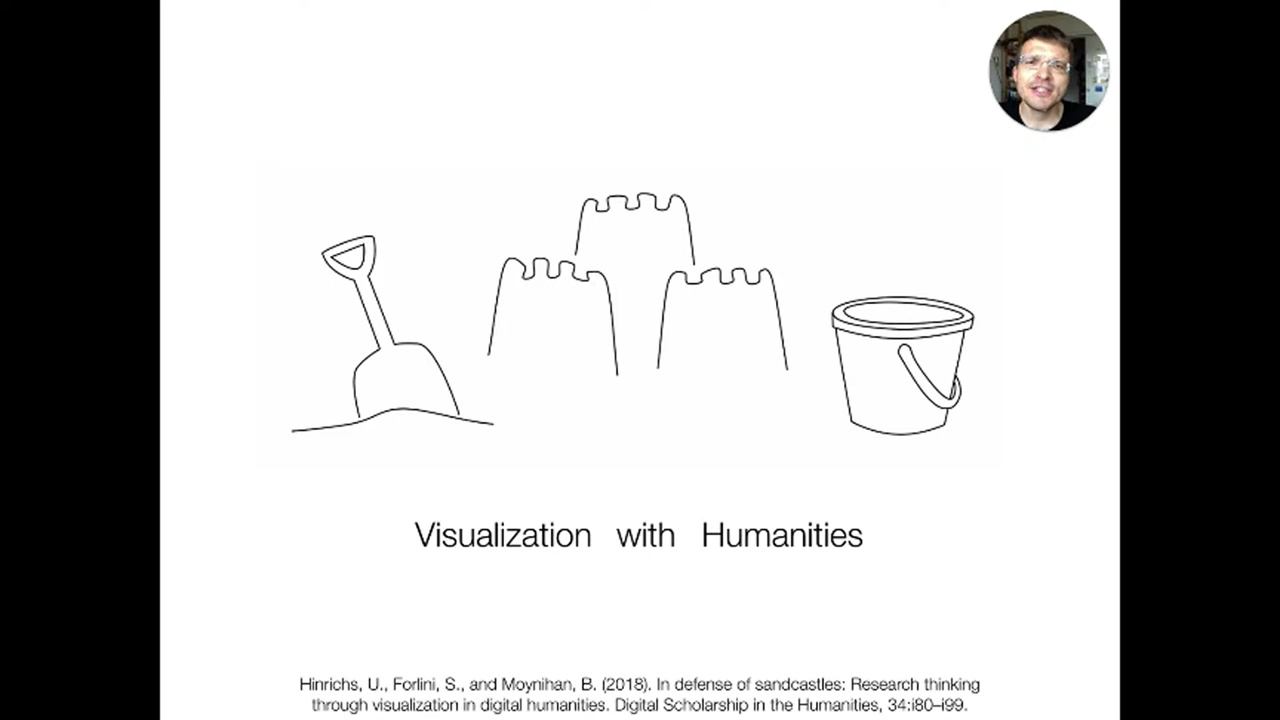 Visualization with Humanities
Hinrichs, U., Forlini, S., and Moynihan, B. (2018). In defense of sandcastles: Research thinking
through visualization in digital humanities. Digital Scholarship in the Humanities, 34:i80–i99.